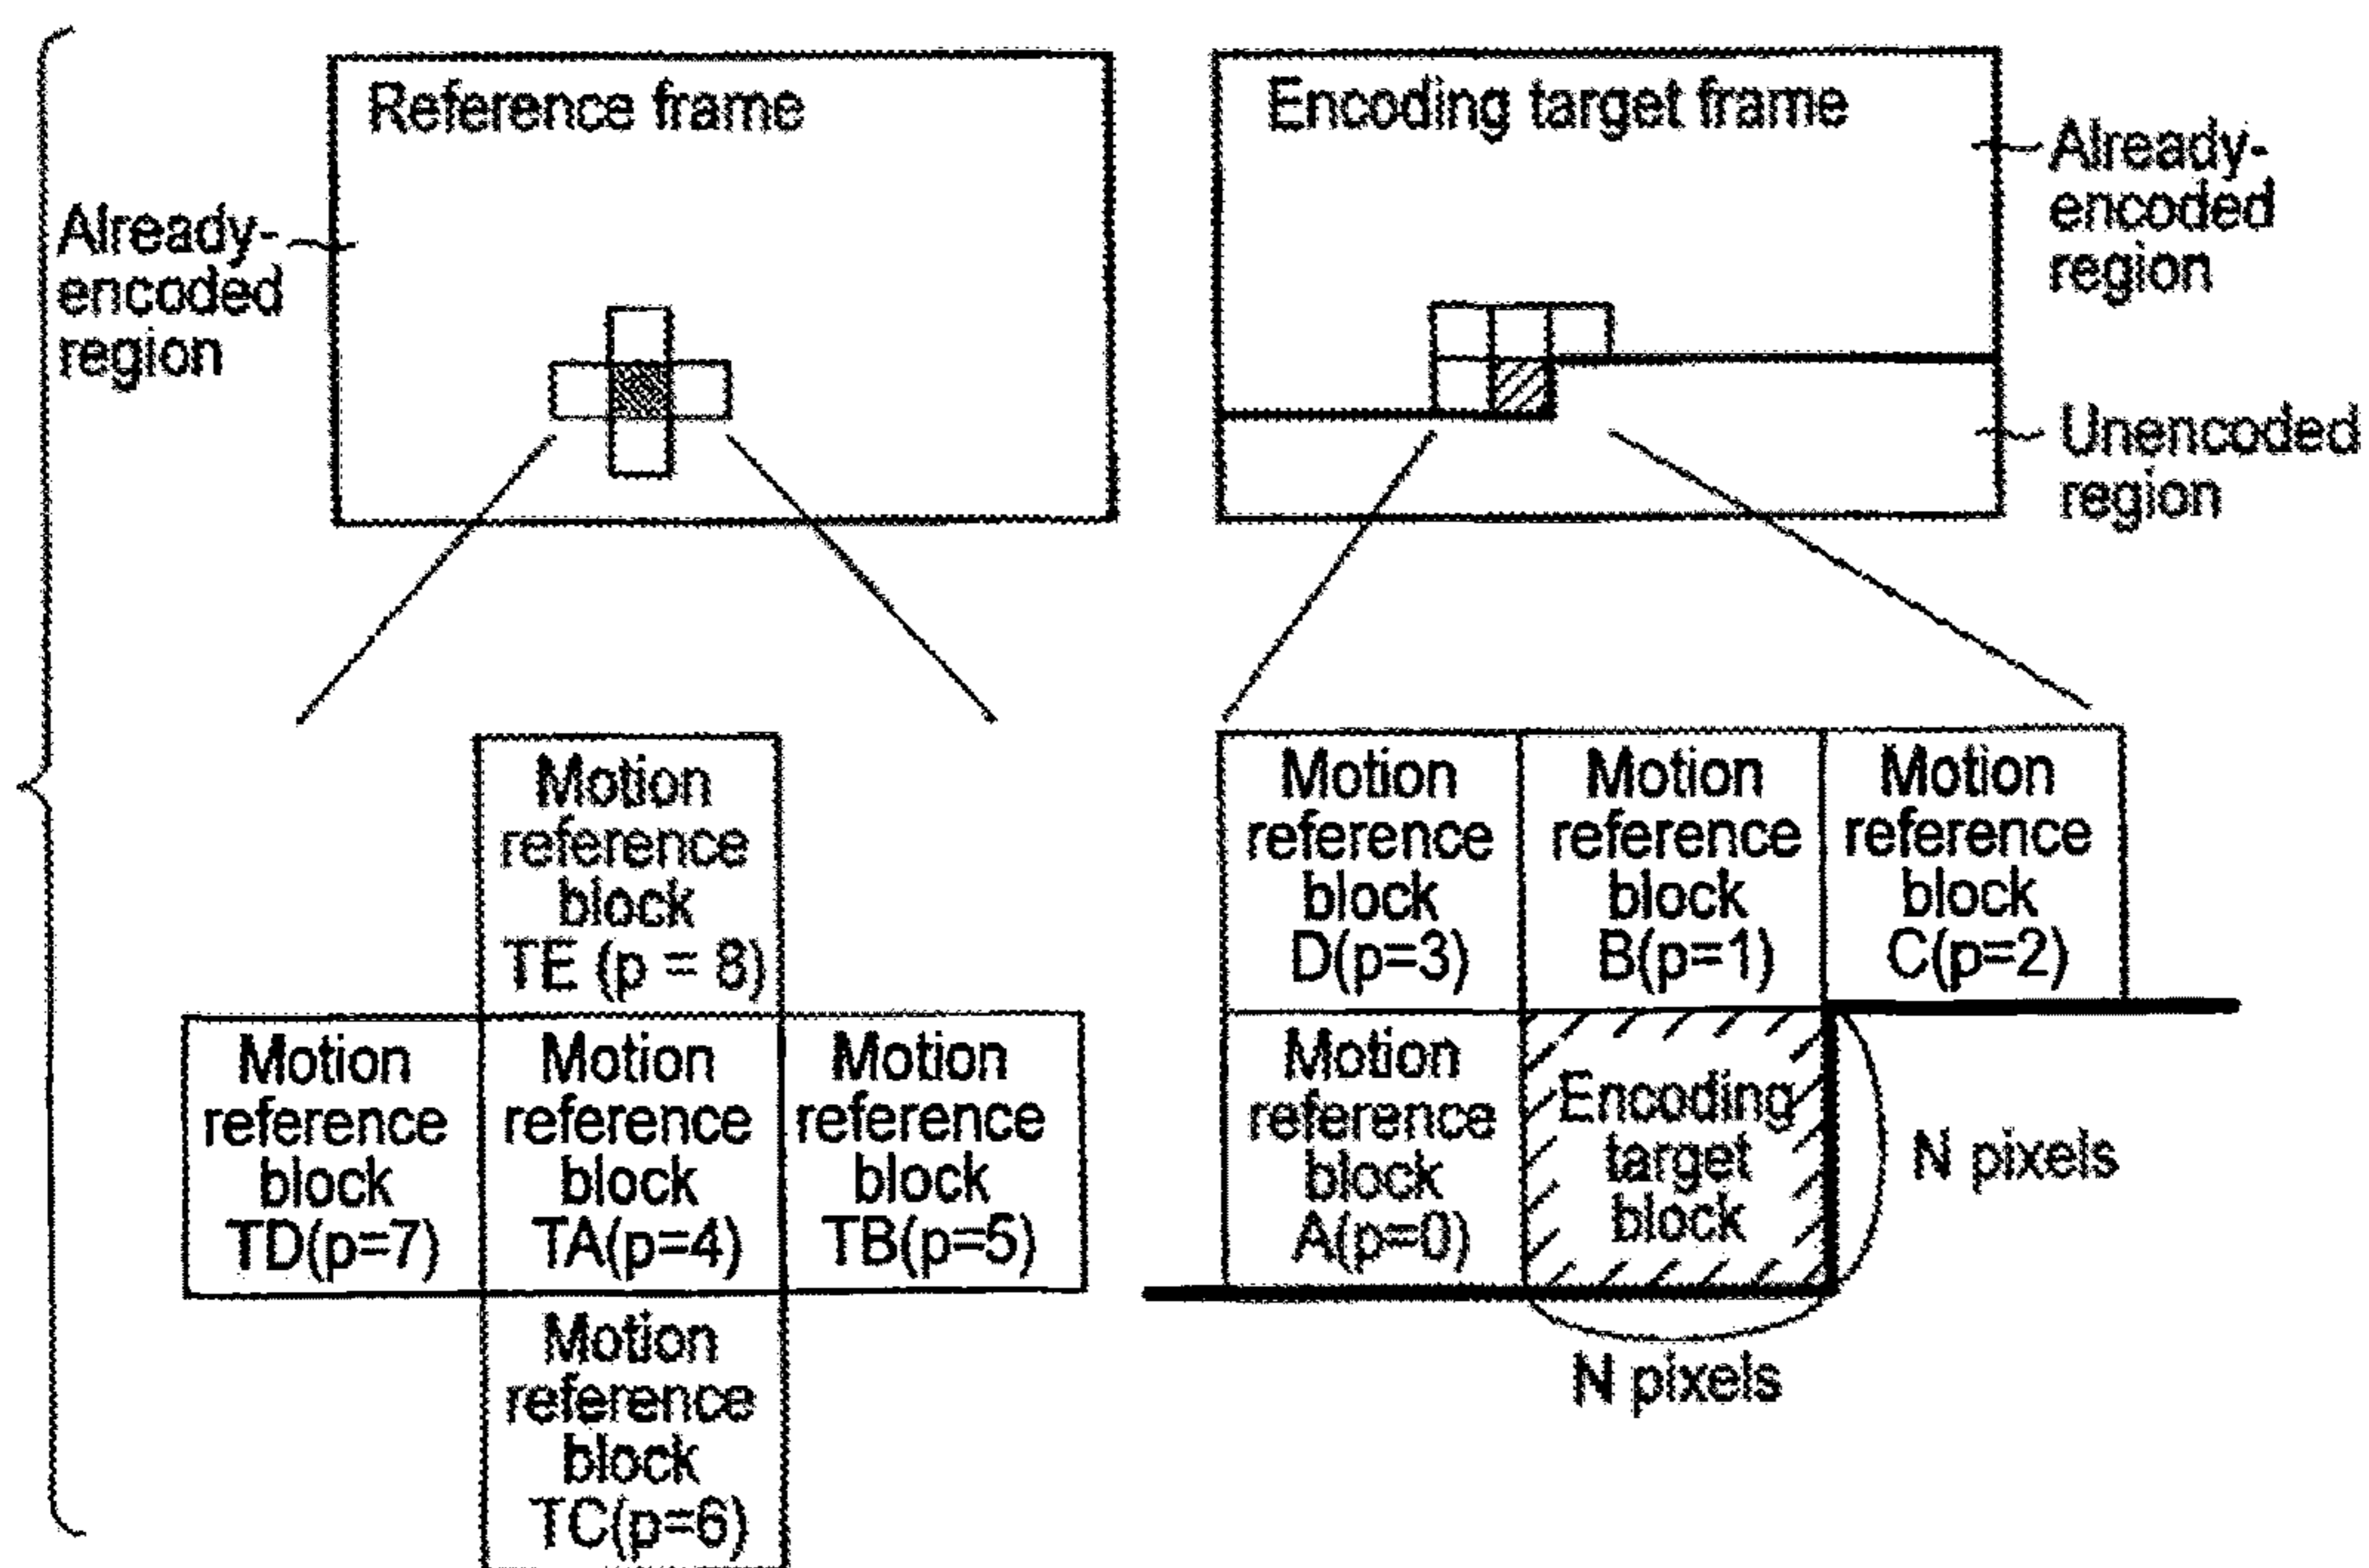 Reference frame
Already-
encoded
region
Encoding target frame
Already-
encoded
region
Unencoded
region
Motion
reference
block
TE (p = 8)
Motion
reference
block
TD(p=7)
Motion
reference
block
TA(p=4)
Motion
reference
block
TB(p=5)
Motion
reference
block
TC(p=6)
Motion
reference
block
D(p=3)
Motion
reference
block
B(p=1)
Motion
reference
block
C(p=2)
Motion
reference
block
A(p=0)
Encoding
target
block
N pixels
N pixels